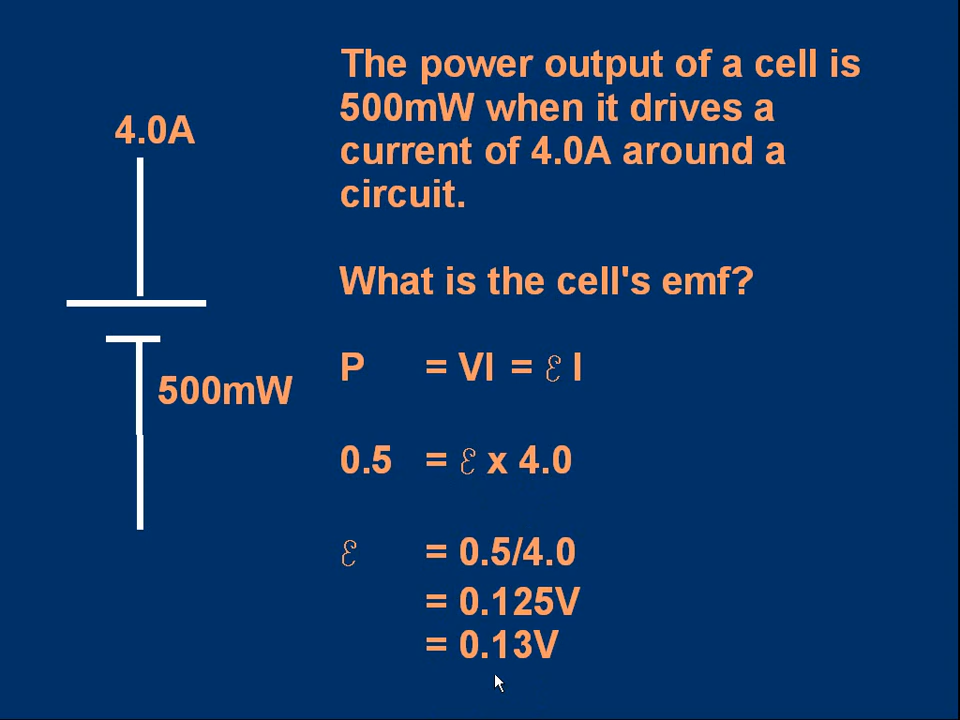 4.0A
500mW
The power output of a cell is
500mW when it drives a
current of 4.0A around a
circuit.
What is the cell's emf?
P = VI = ℰ I
0.5 = ℰ x 4.0
ℰ = 0.5/4.0
= 0.125V
= 0.13V